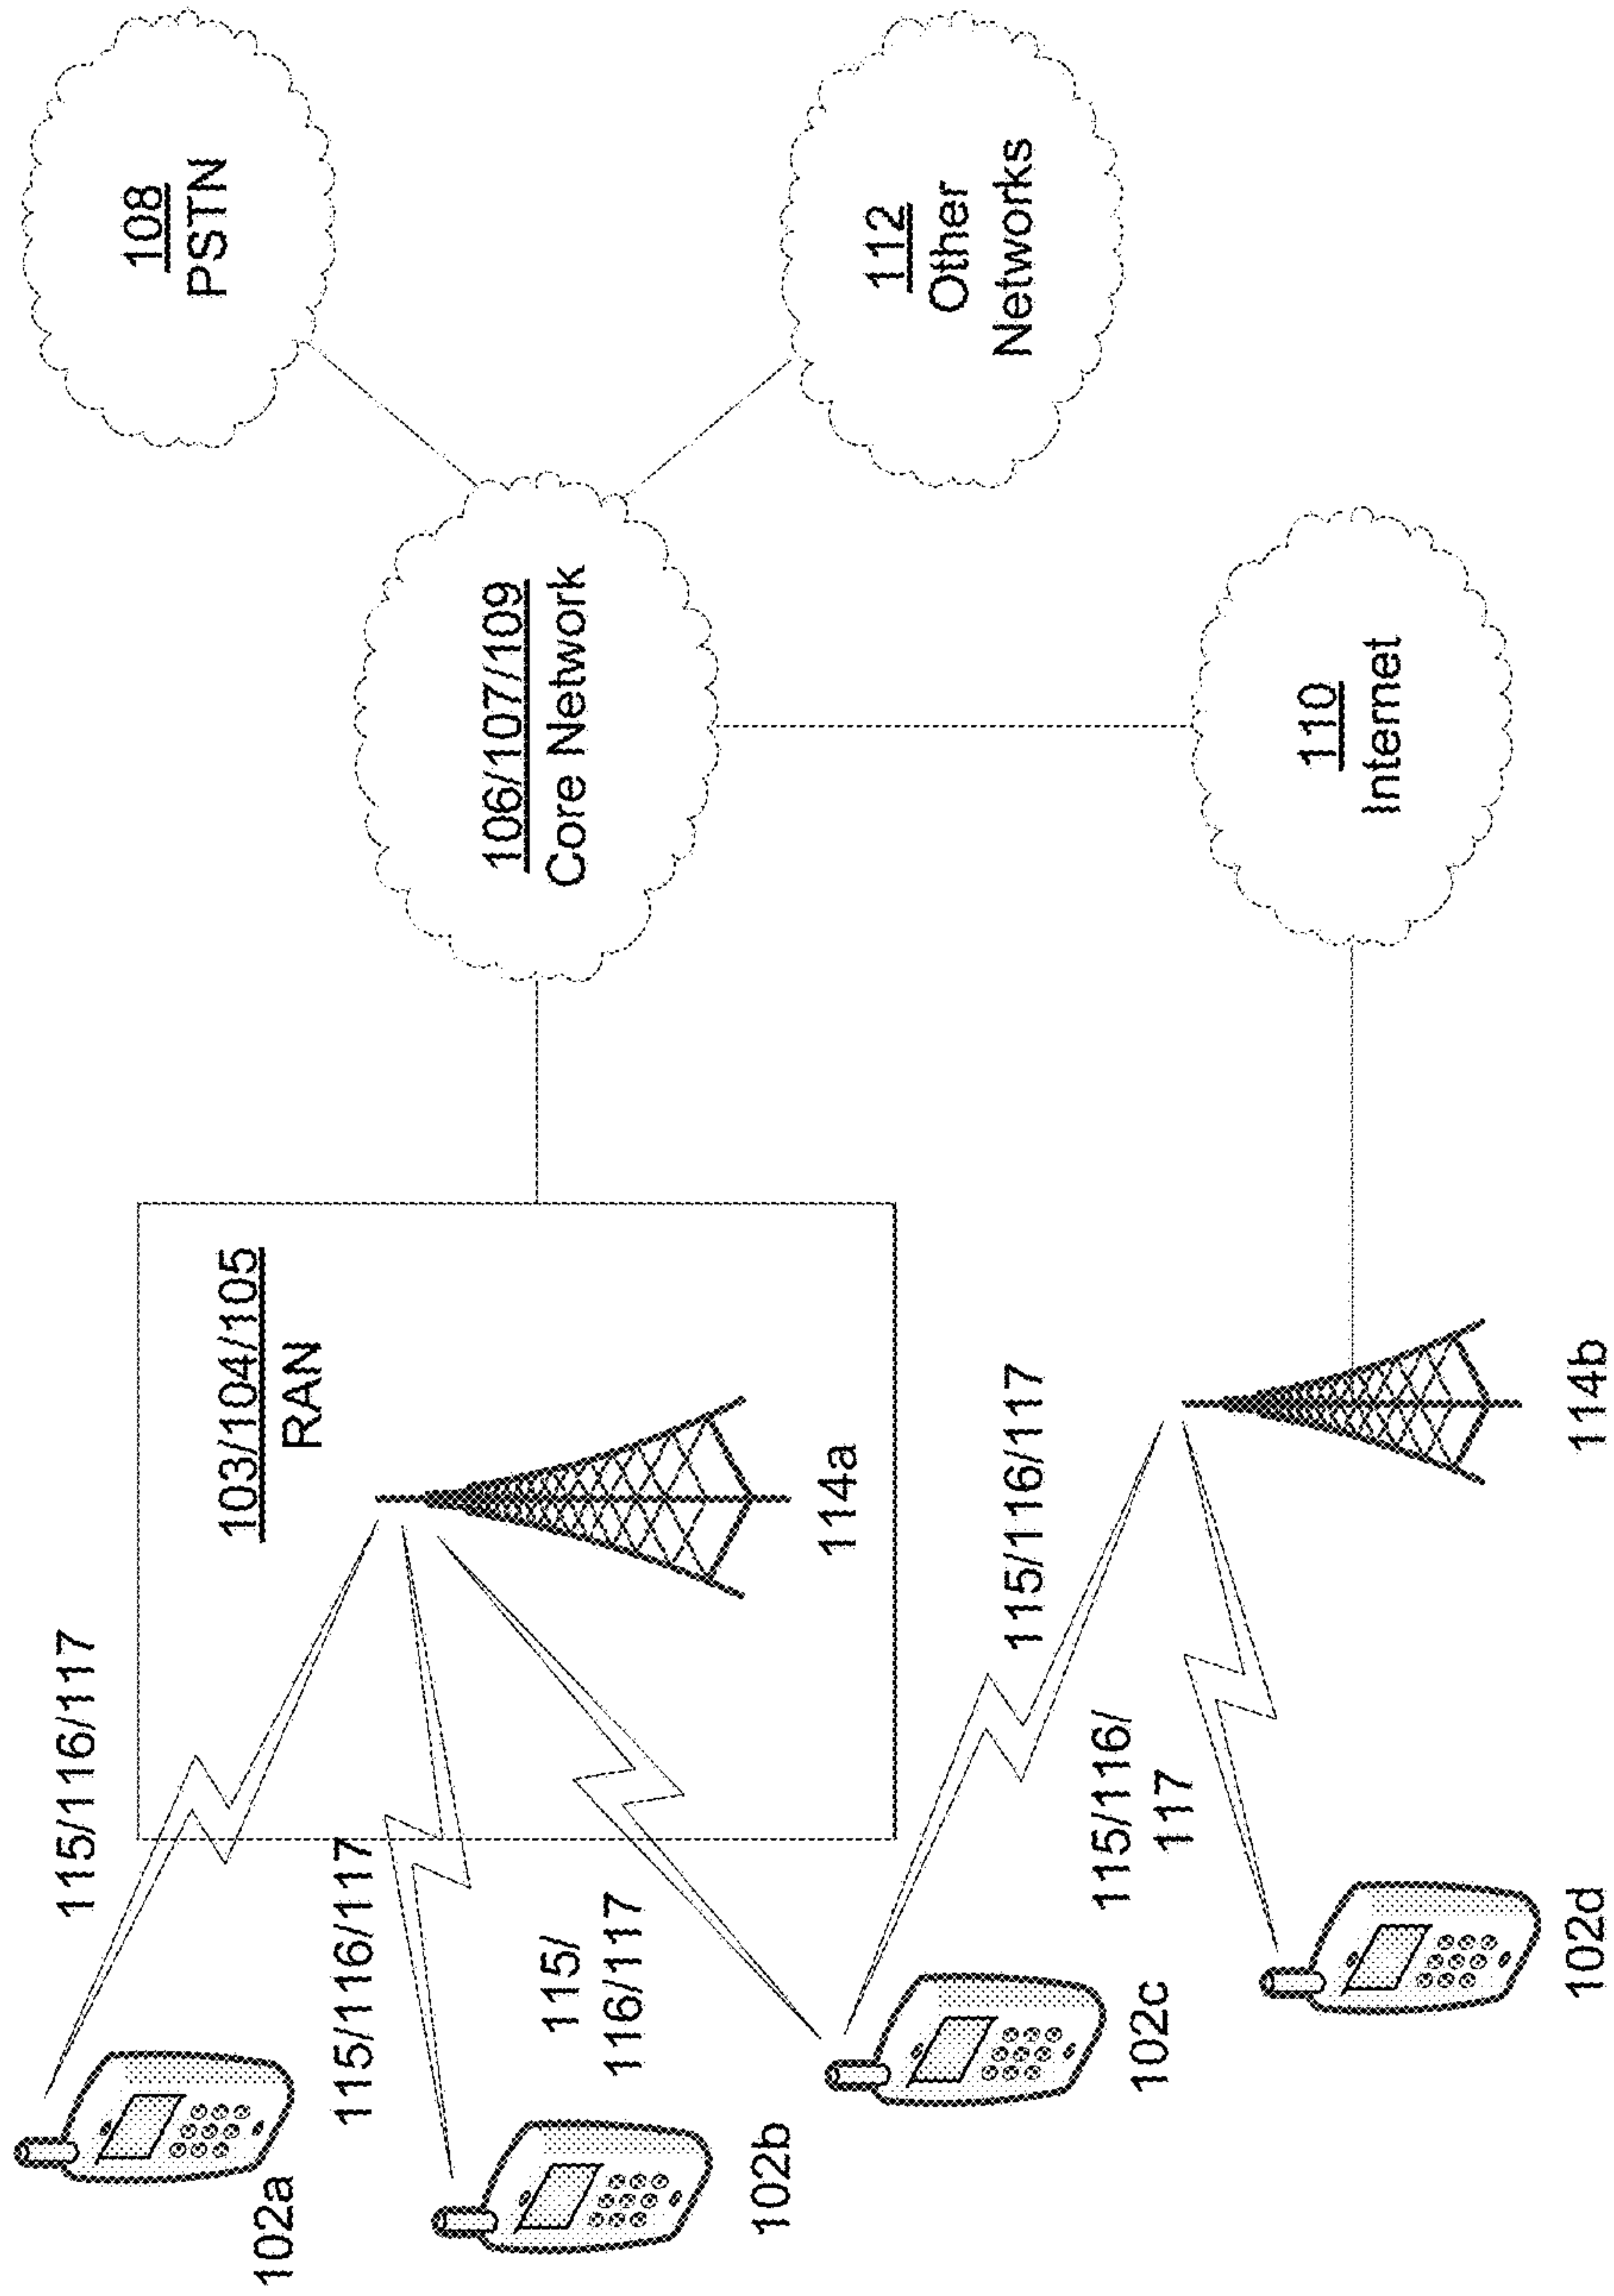 115/116/117
103/104/105
RAN
102a
115/116/117
114a
102b
115/
116/117
102c
115/116/117
115/116/
117
102d
114b
106/107/109
Core Network
108
PSTN
112
Other
Networks
110
Internet